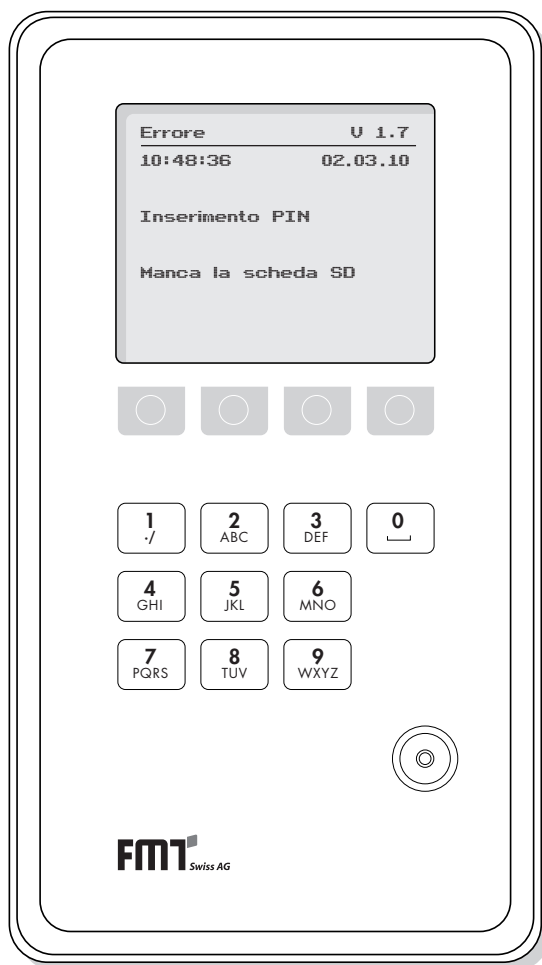 Errore V 1.7
10:48:36 02.03.10
Inserimento PIN
Manca la scheda SD
1 2 3 0
./ ABC DEF
4 5 6
GHI JKL MNO
7 8 9
PQRS TUV WXYZ
FMT Swiss AG